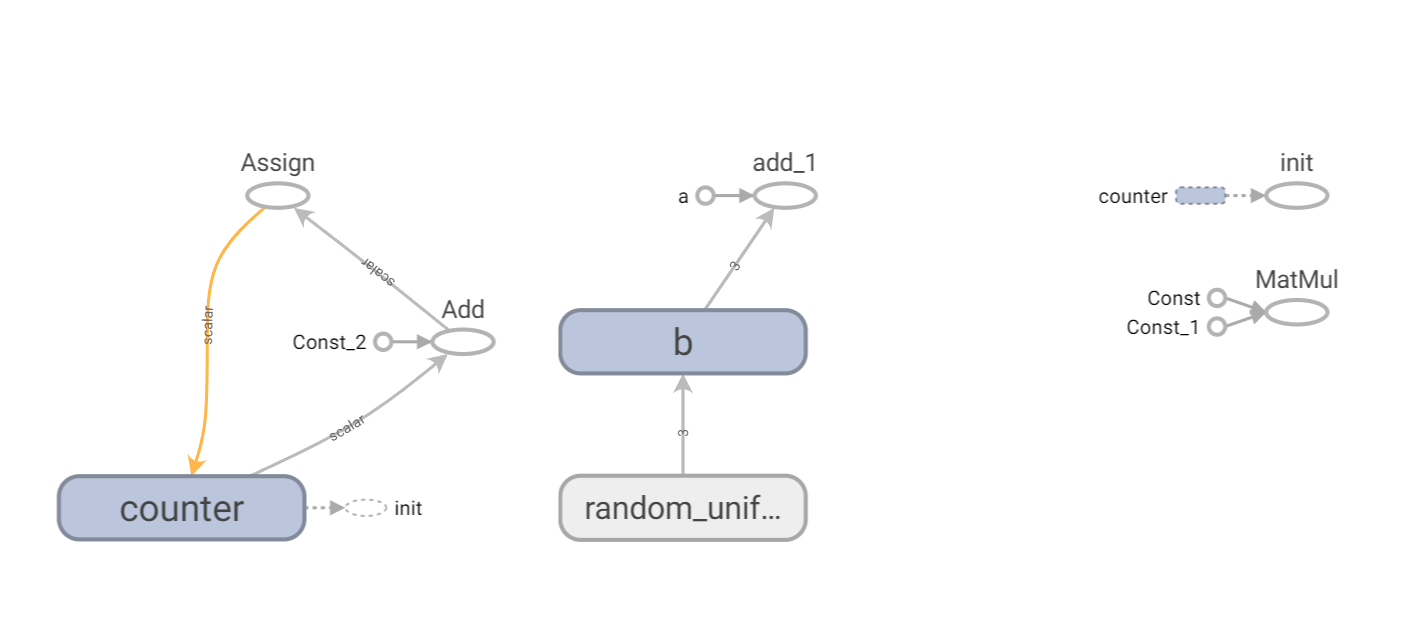 Assign
scalar
scalar
Add
Const_2
scalar
counter
init
add_1
a
3
b
3
random_unif...
init
counter
MatMul
Const
Const_1